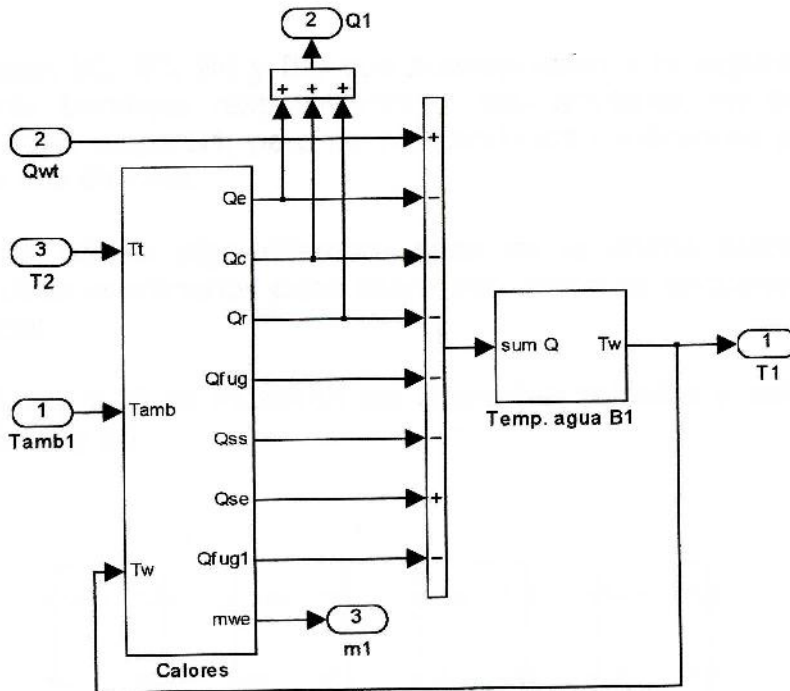 2
Q1
+ + +
2
Qwt
+
Qe
−
3
T2
Tt
Qc
−
Qr
−
sum Q
Tw
1
T1
Temp. agua B1
Qfug
−
1
Tamb1
Tamb
Qss
−
Qse
+
Qfug1
−
Tw
mwe
3
m1
Calores